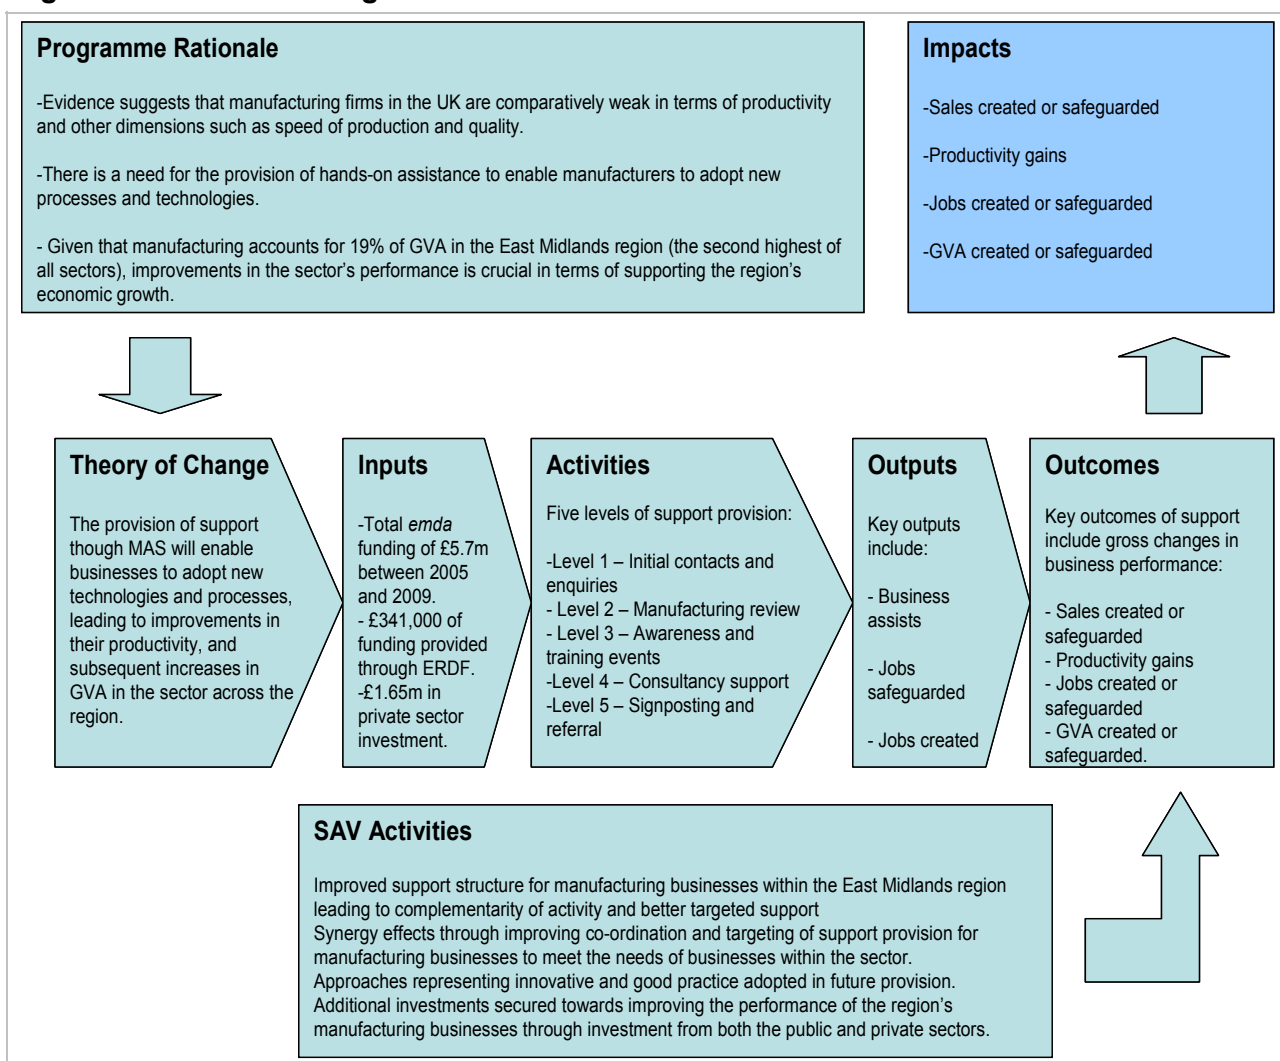 Programme Rationale
-Evidence suggests that manufacturing firms in the UK are comparatively weak in terms of productivity
and other dimensions such as speed of production and quality.
-There is a need for the provision of hands-on assistance to enable manufacturers to adopt new
processes and technologies.
- Given that manufacturing accounts for 19% of GVA in the East Midlands region (the second highest of
all sectors), improvements in the sector’s performance is crucial in terms of supporting the region’s
economic growth.
Impacts
-Sales created or safeguarded
-Productivity gains
-Jobs created or safeguarded
-GVA created or safeguarded
Theory of Change
The provision of support
though MAS will enable
businesses to adopt new
technologies and processes,
leading to improvements in
their productivity, and
subsequent increases in
GVA in the sector across the
region.
Inputs
-Total emda
funding of £5.7m
between 2005
and 2009.
- £341,000 of
funding provided
through ERDF.
-£1.65m in
private sector
investment.
Activities
Five levels of support provision:
-Level 1 – Initial contacts and
enquiries
- Level 2 – Manufacturing review
- Level 3 – Awareness and
training events
-Level 4 – Consultancy support
-Level 5 – Signposting and
referral
Outputs
Key outputs
include:
- Business
assists
- Jobs
safeguarded
- Jobs created
Outcomes
Key outcomes of support
include gross changes in
business performance:
- Sales created or
safeguarded
- Productivity gains
- Jobs created or
safeguarded
- GVA created or
safeguarded.
SAV Activities
Improved support structure for manufacturing businesses within the East Midlands region
leading to complementarity of activity and better targeted support
Synergy effects through improving co-ordination and targeting of support provision for
manufacturing businesses to meet the needs of businesses within the sector.
Approaches representing innovative and good practice adopted in future provision.
Additional investments secured towards improving the performance of the region’s
manufacturing businesses through investment from both the public and private sectors.